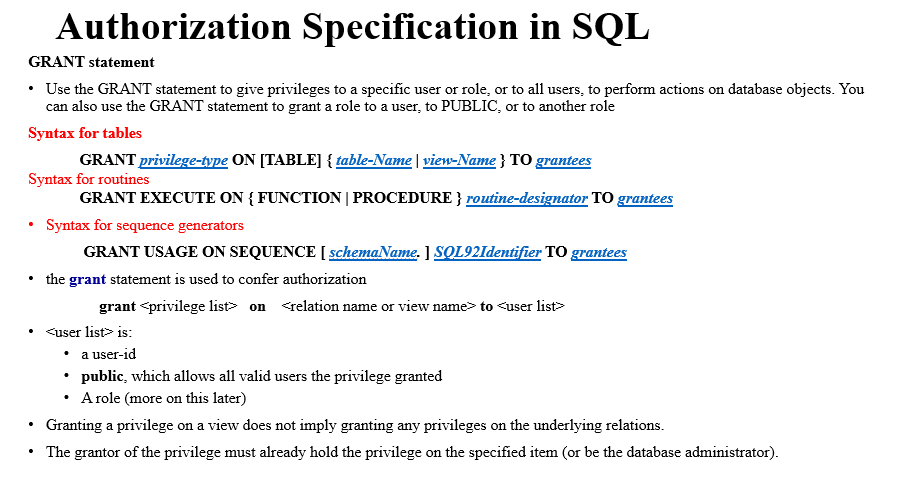 Authorization Specification in SQL
GRANT statement
• Use the GRANT statement to give privileges to a specific user or role, or to all users, to perform actions on database objects. You
can also use the GRANT statement to grant a role to a user, to PUBLIC, or to another role
Syntax for tables
GRANT privilege-type ON [TABLE] { table-Name | view-Name } TO grantees
Syntax for routines
GRANT EXECUTE ON { FUNCTION | PROCEDURE } routine-designator TO grantees
• Syntax for sequence generators
GRANT USAGE ON SEQUENCE [ schemaName. ] SQL92Identifier TO grantees
• the grant statement is used to confer authorization
grant <privilege list> on <relation name or view name> to <user list>
• <user list> is:
• a user-id
• public, which allows all valid users the privilege granted
• A role (more on this later)
• Granting a privilege on a view does not imply granting any privileges on the underlying relations.
• The grantor of the privilege must already hold the privilege on the specified item (or be the database administrator).